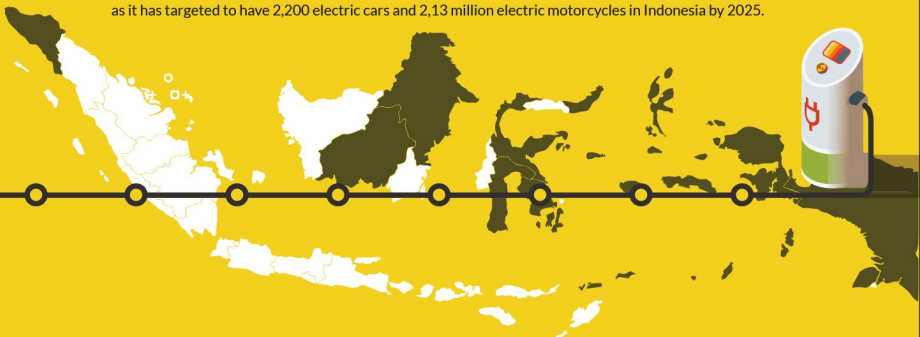 as it has targeted to have 2,200 electric cars and 2,13 million electric motorcycles in Indonesia by 2025.